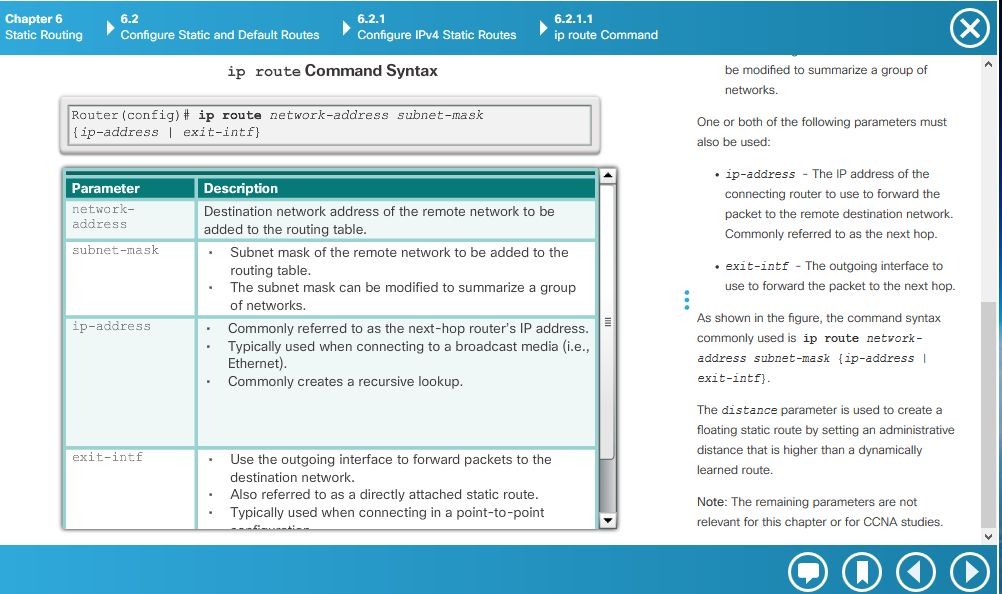 Chapter 6
Static Routing
6.2
Configure Static and Default Routes
6.2.1
Configure IPv4 Static Routes
6.2.1.1
ip route Command
ip route Command Syntax
Router(config)# ip route network-address subnet-mask
{ip-address | exit-intf}
Parameter
Description
network-
address
Destination network address of the remote network to be
added to the routing table.
subnet-mask
• Subnet mask of the remote network to be added to the
routing table.
• The subnet mask can be modified to summarize a group
of networks.
ip-address
• Commonly referred to as the next-hop router's IP address.
• Typically used when connecting to a broadcast media (i.e.,
Ethernet).
• Commonly creates a recursive lookup.
exit-intf
• Use the outgoing interface to forward packets to the
destination network.
• Also referred to as a directly attached static route.
• Typically used when connecting in a point-to-point
be modified to summarize a group of
networks.
One or both of the following parameters must
also be used:
• ip-address - The IP address of the
connecting router to use to forward the
packet to the remote destination network.
Commonly referred to as the next hop.
• exit-intf - The outgoing interface to
use to forward the packet to the next hop.
As shown in the figure, the command syntax
commonly used is ip route network-
address subnet-mask {ip-address |
exit-intf}.
The distance parameter is used to create a
floating static route by setting an administrative
distance that is higher than a dynamically
learned route.
Note: The remaining parameters are not
relevant for this chapter or for CCNA studies.